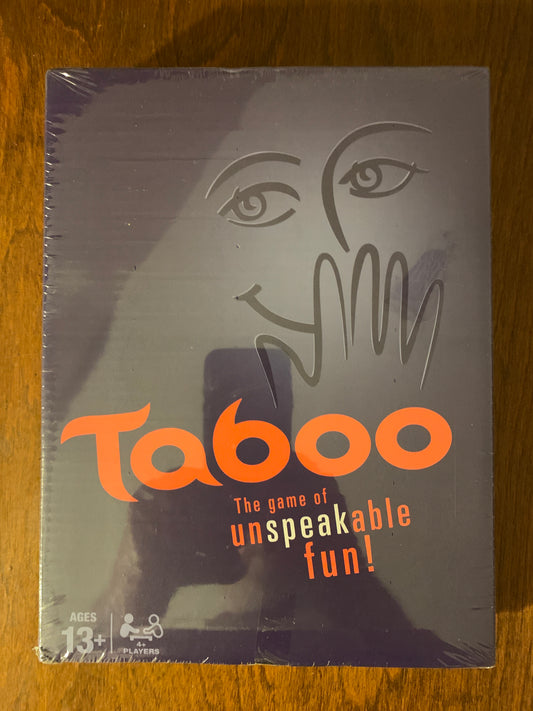 Taboo
The game of
unspeakable
fun!
AGES
13+
4+
PLAYERS